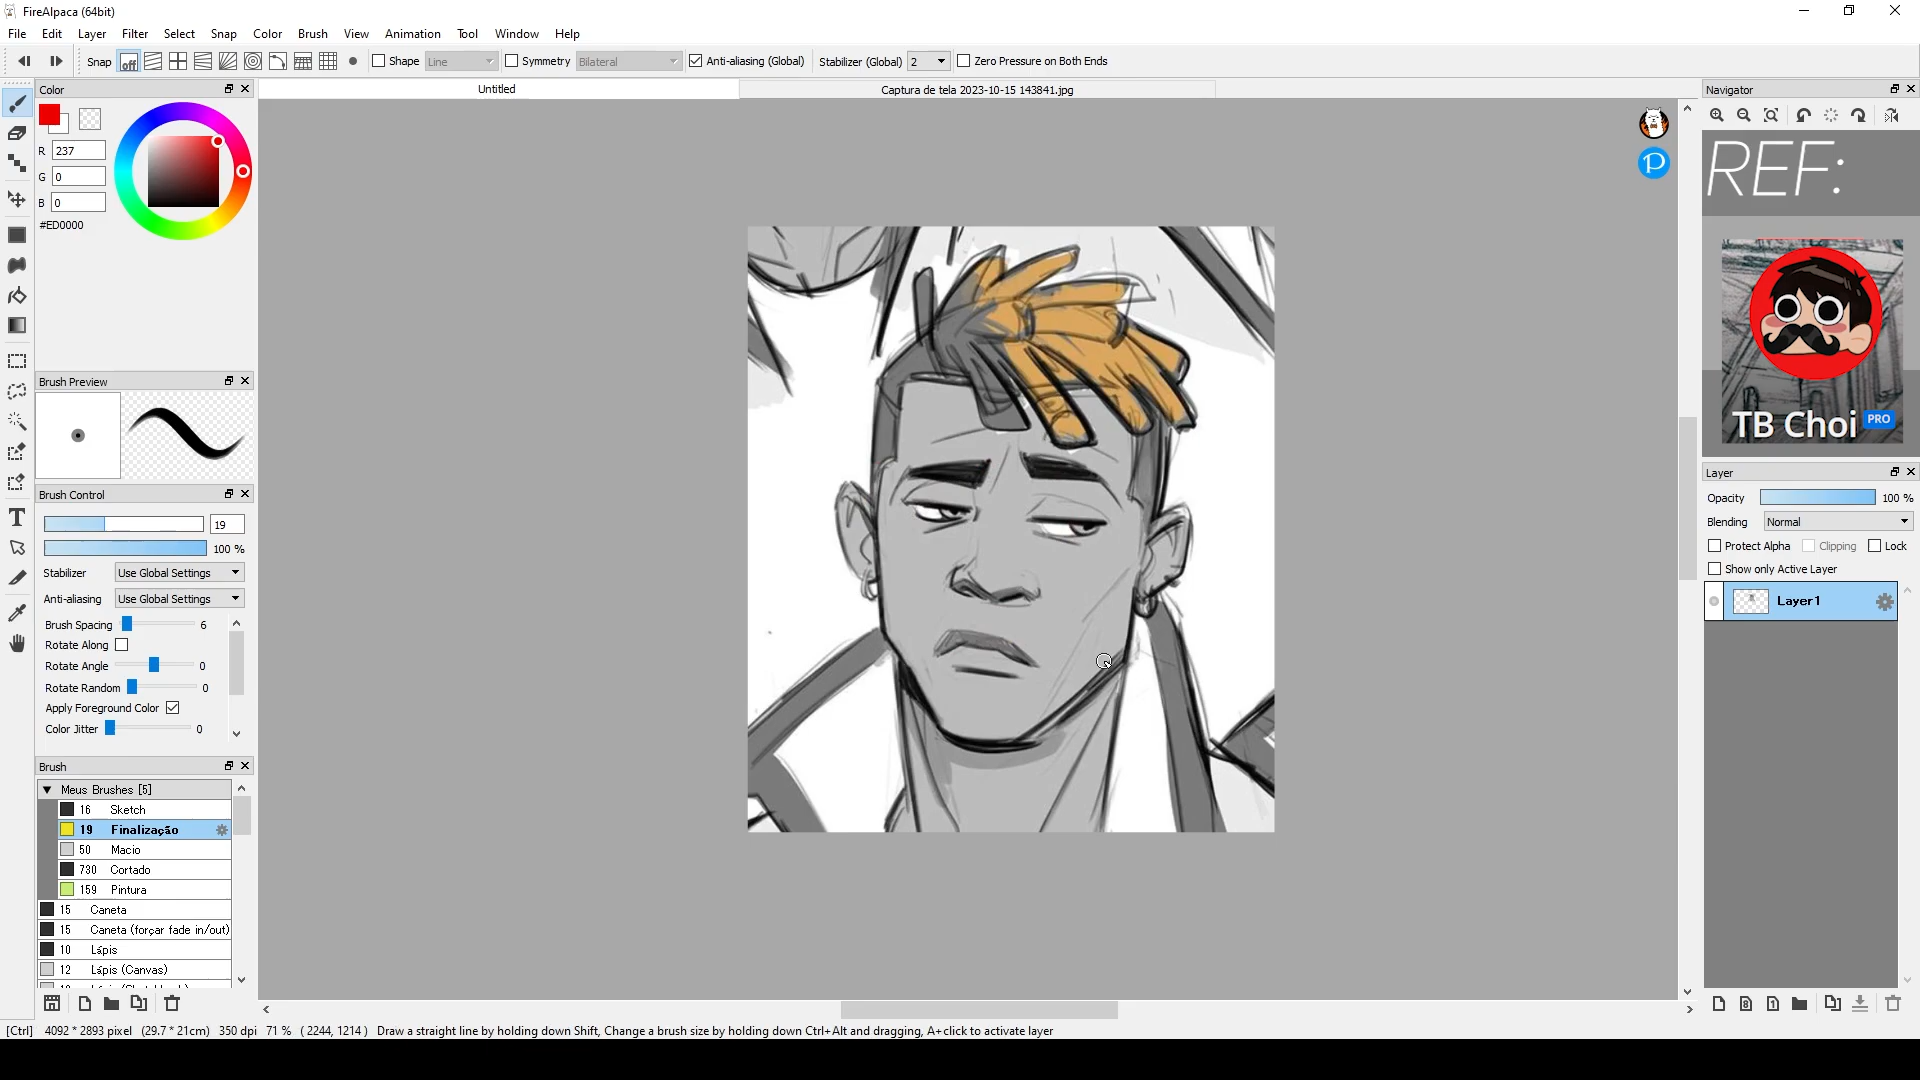 FireAlpaca (64bit)
File Edit Layer Filter Select Snap Color Brush View Animation Tool Window Help
Snap off Shape Line Symmetry Bilateral Anti-aliasing (Global) Stabilizer (Global) 2 Zero Pressure on Both Ends
Color
Untitled
Captura de tela 2023-10-15 143841.jpg
Navigator
R 237
G 0
B 0
#ED0000
REF:
TB Choi PRO
Brush Preview
Brush Control
19
100 %
Stabilizer Use Global Settings
Anti-aliasing Use Global Settings
Brush Spacing 6
Rotate Along
Rotate Angle 0
Rotate Random 0
Apply Foreground Color
Color Jitter 0
Brush
Meus Brushes [5]
16 Sketch
19 Finalização
50 Macio
730 Cortado
159 Pintura
15 Caneta
15 Caneta (forçar fade in/out)
10 Lápis
12 Lápis (Canvas)
Layer
Opacity 100 %
Blending Normal
Protect Alpha Clipping Lock
Show only Active Layer
Layer1
P
8
1
[Ctrl] 4092 * 2893 pixel (29.7 * 21cm) 350 dpi 71 % ( 2244, 1214 ) Draw a straight line by holding down Shift, Change a brush size by holding down Ctrl+Alt and dragging, A+click to activate layer